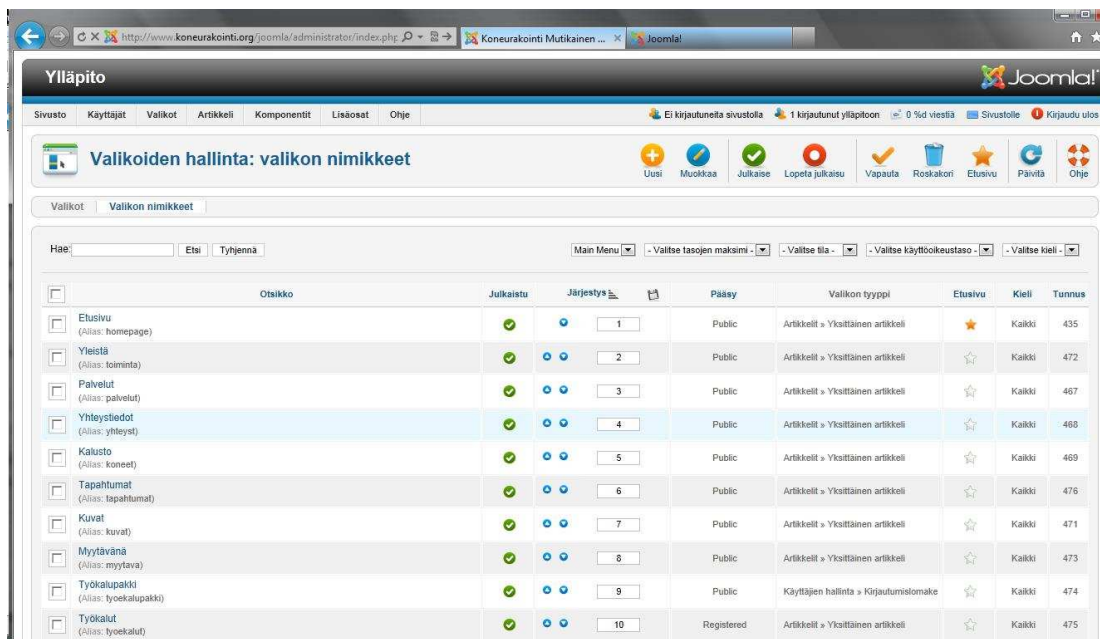 http://www.koneurakointi.org/joomla/administrator/index.php
Koneurakointi Mutikainen ...
Joomla!
Ylläpito
Joomla!
Sivusto Käyttäjät Valikot Artikkeli Komponentit Lisäosat Ohje
Ei kirjautuneita sivustolla 1 kirjautunut ylläpitoon 0 %d viestiä Sivustolle Kirjaudu ulos
Valikoiden hallinta: valikon nimikkeet
Uusi Muokkaa Julkaise Lopeta julkaisu Vapauta Roskakori Etusivu Päivitä Ohje
Valikot Valikon nimikkeet
Hae: Etsi Tyhjennä Main Menu - Valitse tasojen maksimi - - Valitse tila - - Valitse käyttöoikeustaso - - Valitse kieli -
Otsikko Julkaistu Järjestys Pääsy Valikon tyyppi Etusivu Kieli Tunnus
Etusivu
(Alias: homepage) 1 Public Artikkelit » Yksittäinen artikkeli Kaikki 435
Yleistä
(Alias: toiminta) 2 Public Artikkelit » Yksittäinen artikkeli Kaikki 472
Palvelut
(Alias: palvelut) 3 Public Artikkelit » Yksittäinen artikkeli Kaikki 467
Yhteystiedot
(Alias: yhteyst) 4 Public Artikkelit » Yksittäinen artikkeli Kaikki 468
Kalusto
(Alias: koneet) 5 Public Artikkelit » Yksittäinen artikkeli Kaikki 469
Tapahtumat
(Alias: tapahtumat) 6 Public Artikkelit » Yksittäinen artikkeli Kaikki 476
Kuvat
(Alias: kuvat) 7 Public Artikkelit » Yksittäinen artikkeli Kaikki 471
Myytävänä
(Alias: myytava) 8 Public Artikkelit » Yksittäinen artikkeli Kaikki 473
Työkalupakki
(Alias: tyoekalupakki) 9 Public Käyttäjien hallinta » Kirjautumislomake Kaikki 474
Työkalut
(Alias: tyoekalut) 10 Registered Artikkelit » Yksittäinen artikkeli Kaikki 475